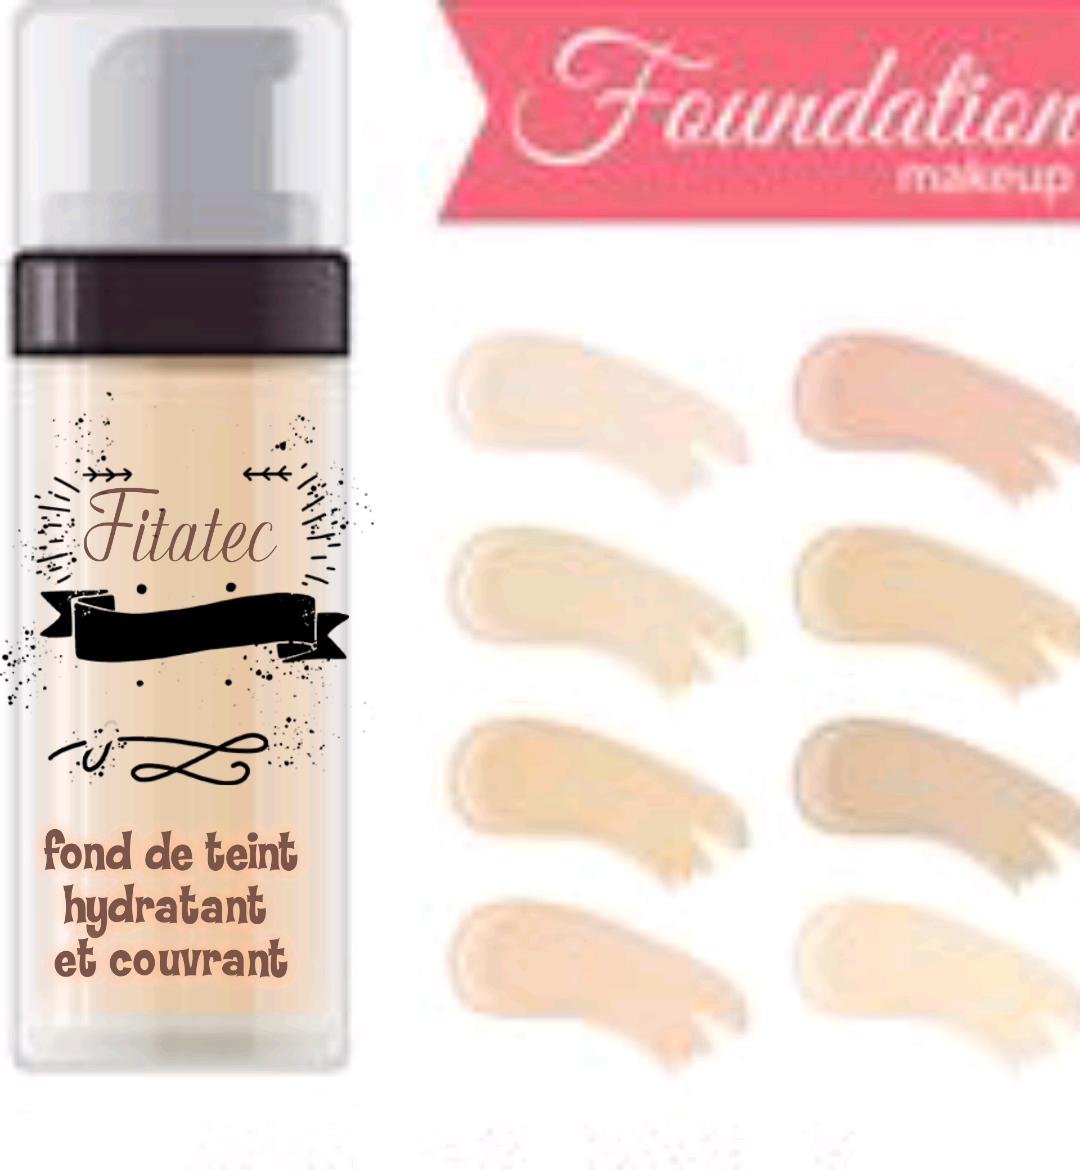 Foundation
makeup
Fitatec
fond de teint
hydratant
et couvrant